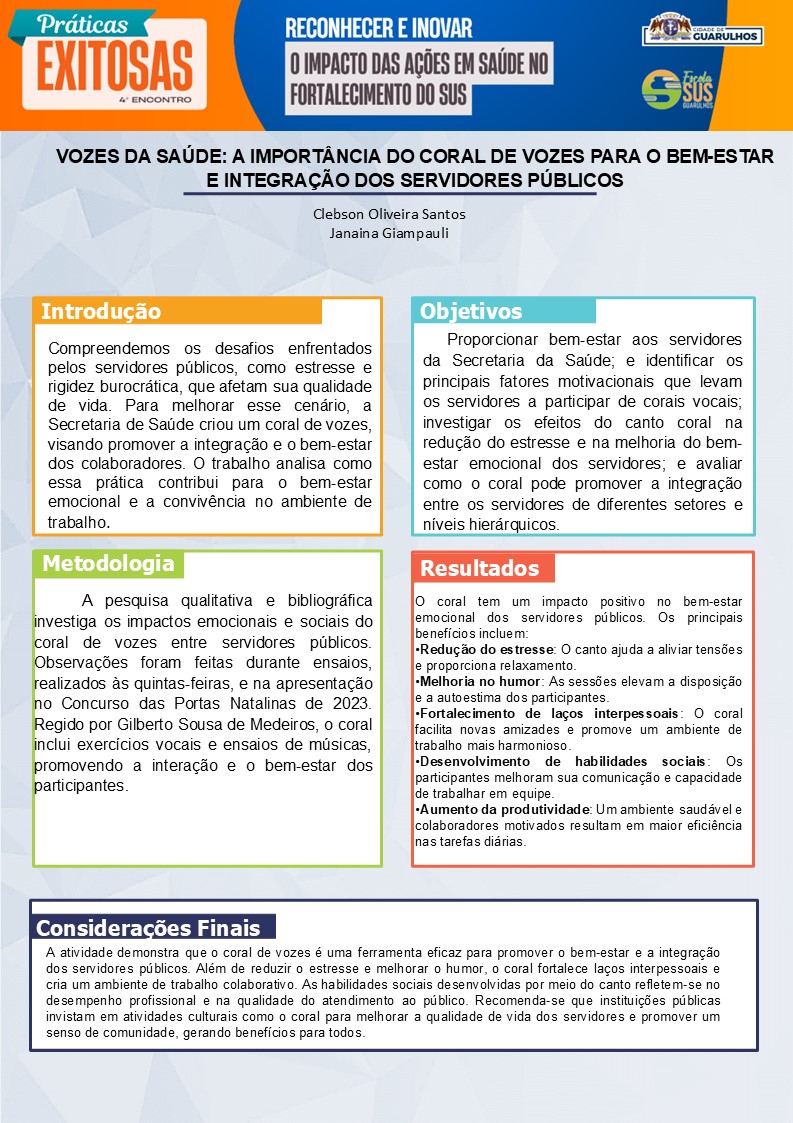 Práticas
EXITOSAS
4º ENCONTRO
RECONHECER E INOVAR
O IMPACTO DAS AÇÕES EM SAÚDE NO
FORTALECIMENTO DO SUS
CIDADE DE
GUARULHOS
Escola
SUS
GUARULHOS
VOZES DA SAÚDE: A IMPORTÂNCIA DO CORAL DE VOZES PARA O BEM-ESTAR
E INTEGRAÇÃO DOS SERVIDORES PÚBLICOS
Clebson Oliveira Santos
Janaina Giampauli
Introdução
Compreendemos os desafios enfrentados
pelos servidores públicos, como estresse e
rigidez burocrática, que afetam sua qualidade
de vida. Para melhorar esse cenário, a
Secretaria de Saúde criou um coral de vozes,
visando promover a integração e o bem-estar
dos colaboradores. O trabalho analisa como
essa prática contribui para o bem-estar
emocional e a convivência no ambiente de
trabalho.
Objetivos
Proporcionar bem-estar aos servidores
da Secretaria da Saúde; e identificar os
principais fatores motivacionais que levam
os servidores a participar de corais vocais;
investigar os efeitos do canto coral na
redução do estresse e na melhoria do bem-
estar emocional dos servidores; e avaliar
como o coral pode promover a integração
entre os servidores de diferentes setores e
níveis hierárquicos.
Metodologia
A pesquisa qualitativa e bibliográfica
investiga os impactos emocionais e sociais do
coral de vozes entre servidores públicos.
Observações foram feitas durante ensaios,
realizados às quintas-feiras, e na apresentação
no Concurso das Portas Natalinas de 2023.
Regido por Gilberto Sousa de Medeiros, o coral
inclui exercícios vocais e ensaios de músicas,
promovendo a interação e o bem-estar dos
participantes.
Resultados
O coral tem um impacto positivo no bem-estar
emocional dos servidores públicos. Os principais
benefícios incluem:
•Redução do estresse: O canto ajuda a aliviar tensões
e proporciona relaxamento.
•Melhoria no humor: As sessões elevam a disposição
e a autoestima dos participantes.
•Fortalecimento de laços interpessoais: O coral
facilita novas amizades e promove um ambiente de
trabalho mais harmonioso.
•Desenvolvimento de habilidades sociais: Os
participantes melhoram sua comunicação e capacidade
de trabalhar em equipe.
•Aumento da produtividade: Um ambiente saudável e
colaboradores motivados resultam em maior eficiência
nas tarefas diárias.
Considerações Finais
A atividade demonstra que o coral de vozes é uma ferramenta eficaz para promover o bem-estar e a integração
dos servidores públicos. Além de reduzir o estresse e melhorar o humor, o coral fortalece laços interpessoais e
cria um ambiente de trabalho colaborativo. As habilidades sociais desenvolvidas por meio do canto refletem-se no
desempenho profissional e na qualidade do atendimento ao público. Recomenda-se que instituições públicas
invistam em atividades culturais como o coral para melhorar a qualidade de vida dos servidores e promover um
senso de comunidade, gerando benefícios para todos.